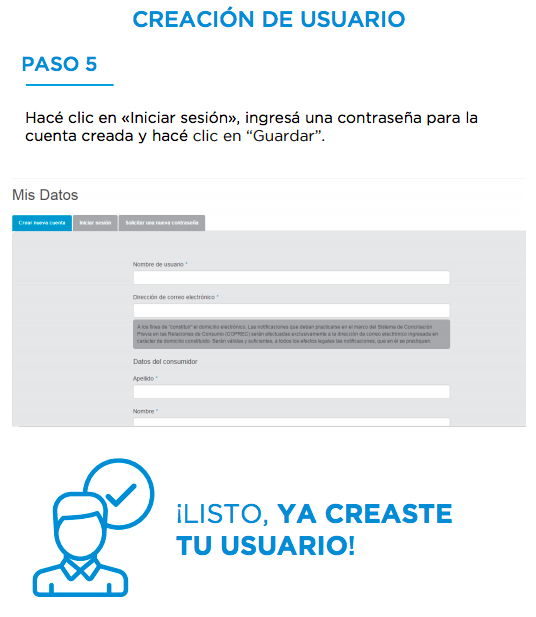 CREACIÓN DE USUARIO
PASO 5
Hacé clic en «Iniciar sesión», ingresá una contraseña para la
cuenta creada y hacé clic en “Guardar”.
Mis Datos
Crear nueva cuenta Iniciar sesión Solicitar una nueva contraseña
Nombre de usuario *
Dirección de correo electrónico *
A los fines de "constituir" el domicilio electrónico. Las notificaciones que deban practicarse en el marco del Sistema de Conciliación
Previa en las Relaciones de Consumo (COPREC) serán efectuadas exclusivamente a la dirección de correo electrónico ingresada en
carácter de domicilio constituido. Serán válidas y suficientes, a todos los efectos legales las notificaciones, que en él se practiquen.
Datos del consumidor
Apellido *
Nombre *
¡LISTO, YA CREASTE
TU USUARIO!